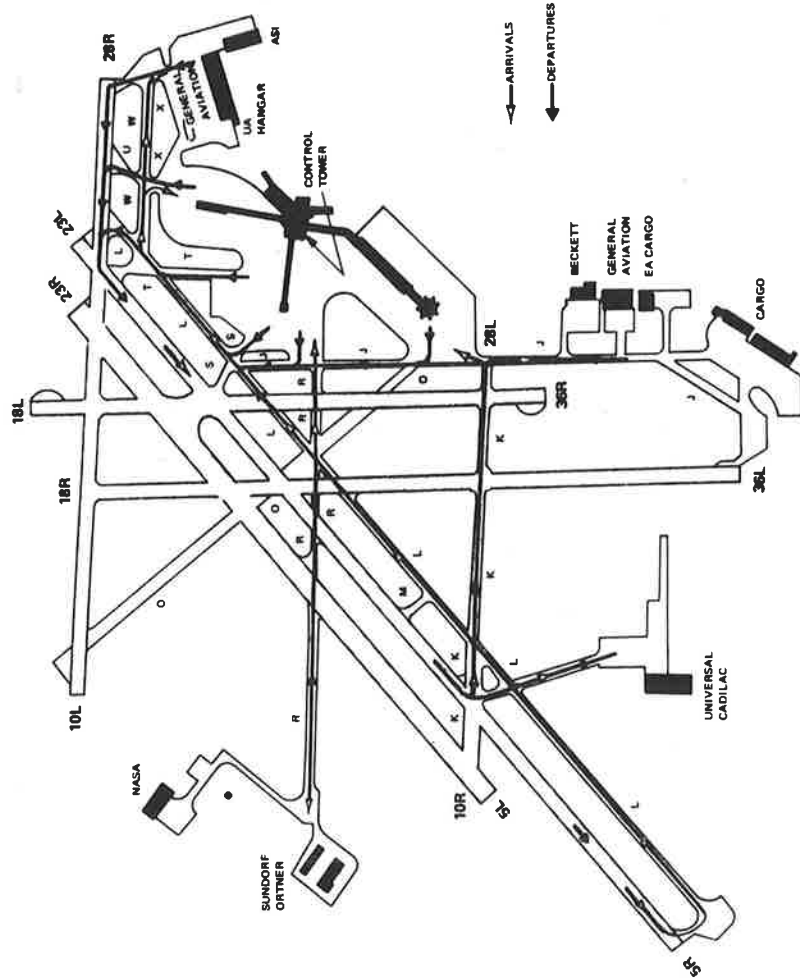 28R
ASI
GENERAL
AVIATION
UA
HANGAR
W
U
W
X
X
23L
23R
L
T
T
L
S
S
CONTROL
TOWER
ARRIVALS
DEPARTURES
18L
18R
10L
O
O
L
R
R
R
R
R
J
J
O
28L
BECKETT
GENERAL
AVIATION
EA CARGO
CARGO
J
J
36R
36L
K
K
L
M
K
K
L
L
UNIVERSAL
CADILAC
NASA
SUNDORF
ORTNER
10R
5L
5R